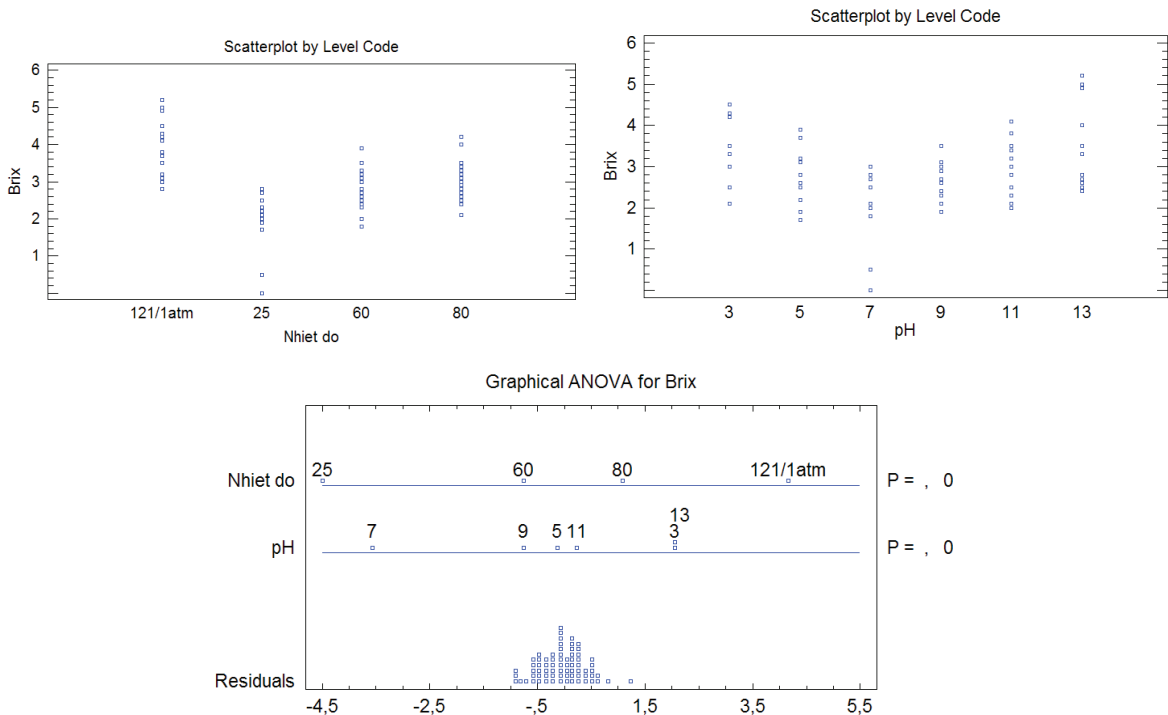 Scatterplot by Level Code
Brix
6
5
4
3
2
1
121/1atm 25 60 80
Nhiet do
Scatterplot by Level Code
Brix
6
5
4
3
2
1
3 5 7 9 11 13
pH
Graphical ANOVA for Brix
Nhiet do 25 60 80 121/1atm P = , 0
13
pH 7 9 5 11 3 P = , 0
Residuals
-4,5 -2,5 -,5 1,5 3,5 5,5